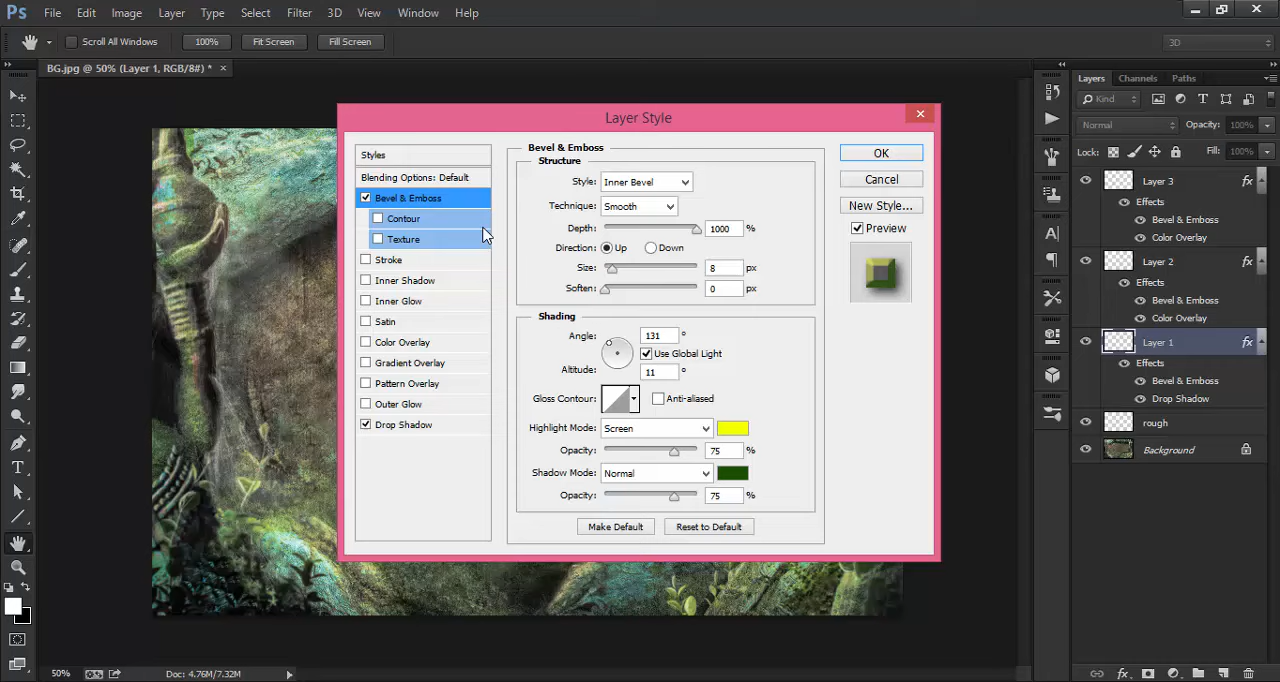 Ps File Edit Image Layer Type Select Filter 3D View Window Help
Scroll All Windows 100% Fit Screen Fill Screen 3D
BG.jpg @ 50% (Layer 1, RGB/8#) * ×
Layer Style
Styles
Blending Options: Default
Bevel & Emboss
Contour
Texture
Stroke
Inner Shadow
Inner Glow
Satin
Color Overlay
Gradient Overlay
Pattern Overlay
Outer Glow
Drop Shadow
Bevel & Emboss
Structure
Style: Inner Bevel
Technique: Smooth
Depth: 1000 %
Direction: Up Down
Size: 8 px
Soften: 0 px
Shading
Angle: 131 °
Use Global Light
Altitude: 11 °
Gloss Contour: Anti-aliased
Highlight Mode: Screen
Opacity: 75 %
Shadow Mode: Normal
Opacity: 75 %
Make Default Reset to Default
OK
Cancel
New Style...
Preview
Layers Channels Paths
Kind
Normal Opacity: 100%
Lock: Fill: 100%
Layer 3 fx
Effects
Bevel & Emboss
Color Overlay
Layer 2 fx
Effects
Bevel & Emboss
Color Overlay
Layer 1 fx
Effects
Bevel & Emboss
Drop Shadow
rough
Background
50% Doc: 4.76M/7.32M
fx